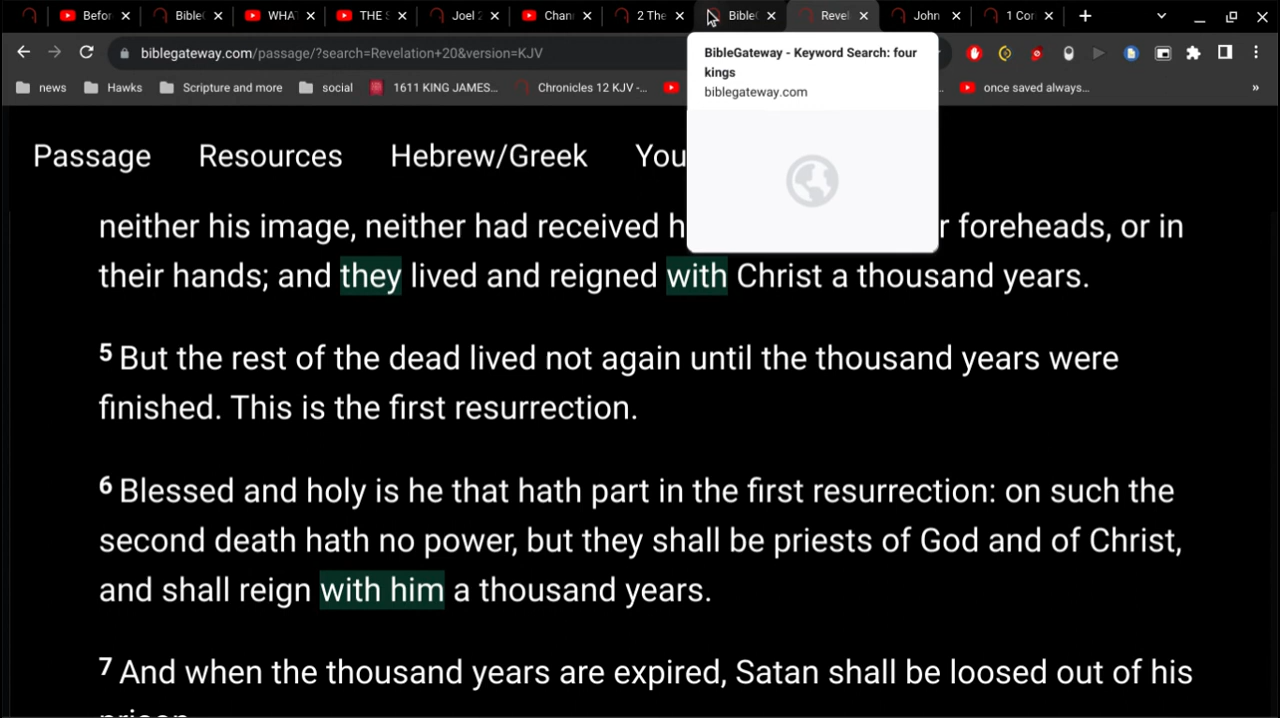 Befor
BibleG
WHA
THE S
Joel 2
Chan
2 The
BibleG
Revel
John
1 Cor
biblegateway.com/passage/?search=Revelation+20&version=KJV
news
Hawks
Scripture and more
social
1611 KING JAMES...
Chronicles 12 KJV -...
once saved always...
»
BibleGateway - Keyword Search: four
kings
biblegateway.com
Passage
Resources
Hebrew/Greek
You
neither his image, neither had received h
r foreheads, or in
their hands; and they lived and reigned with Christ a thousand years.
5 But the rest of the dead lived not again until the thousand years were
finished. This is the first resurrection.
6 Blessed and holy is he that hath part in the first resurrection: on such the
second death hath no power, but they shall be priests of God and of Christ,
and shall reign with him a thousand years.
7 And when the thousand years are expired, Satan shall be loosed out of his
prison